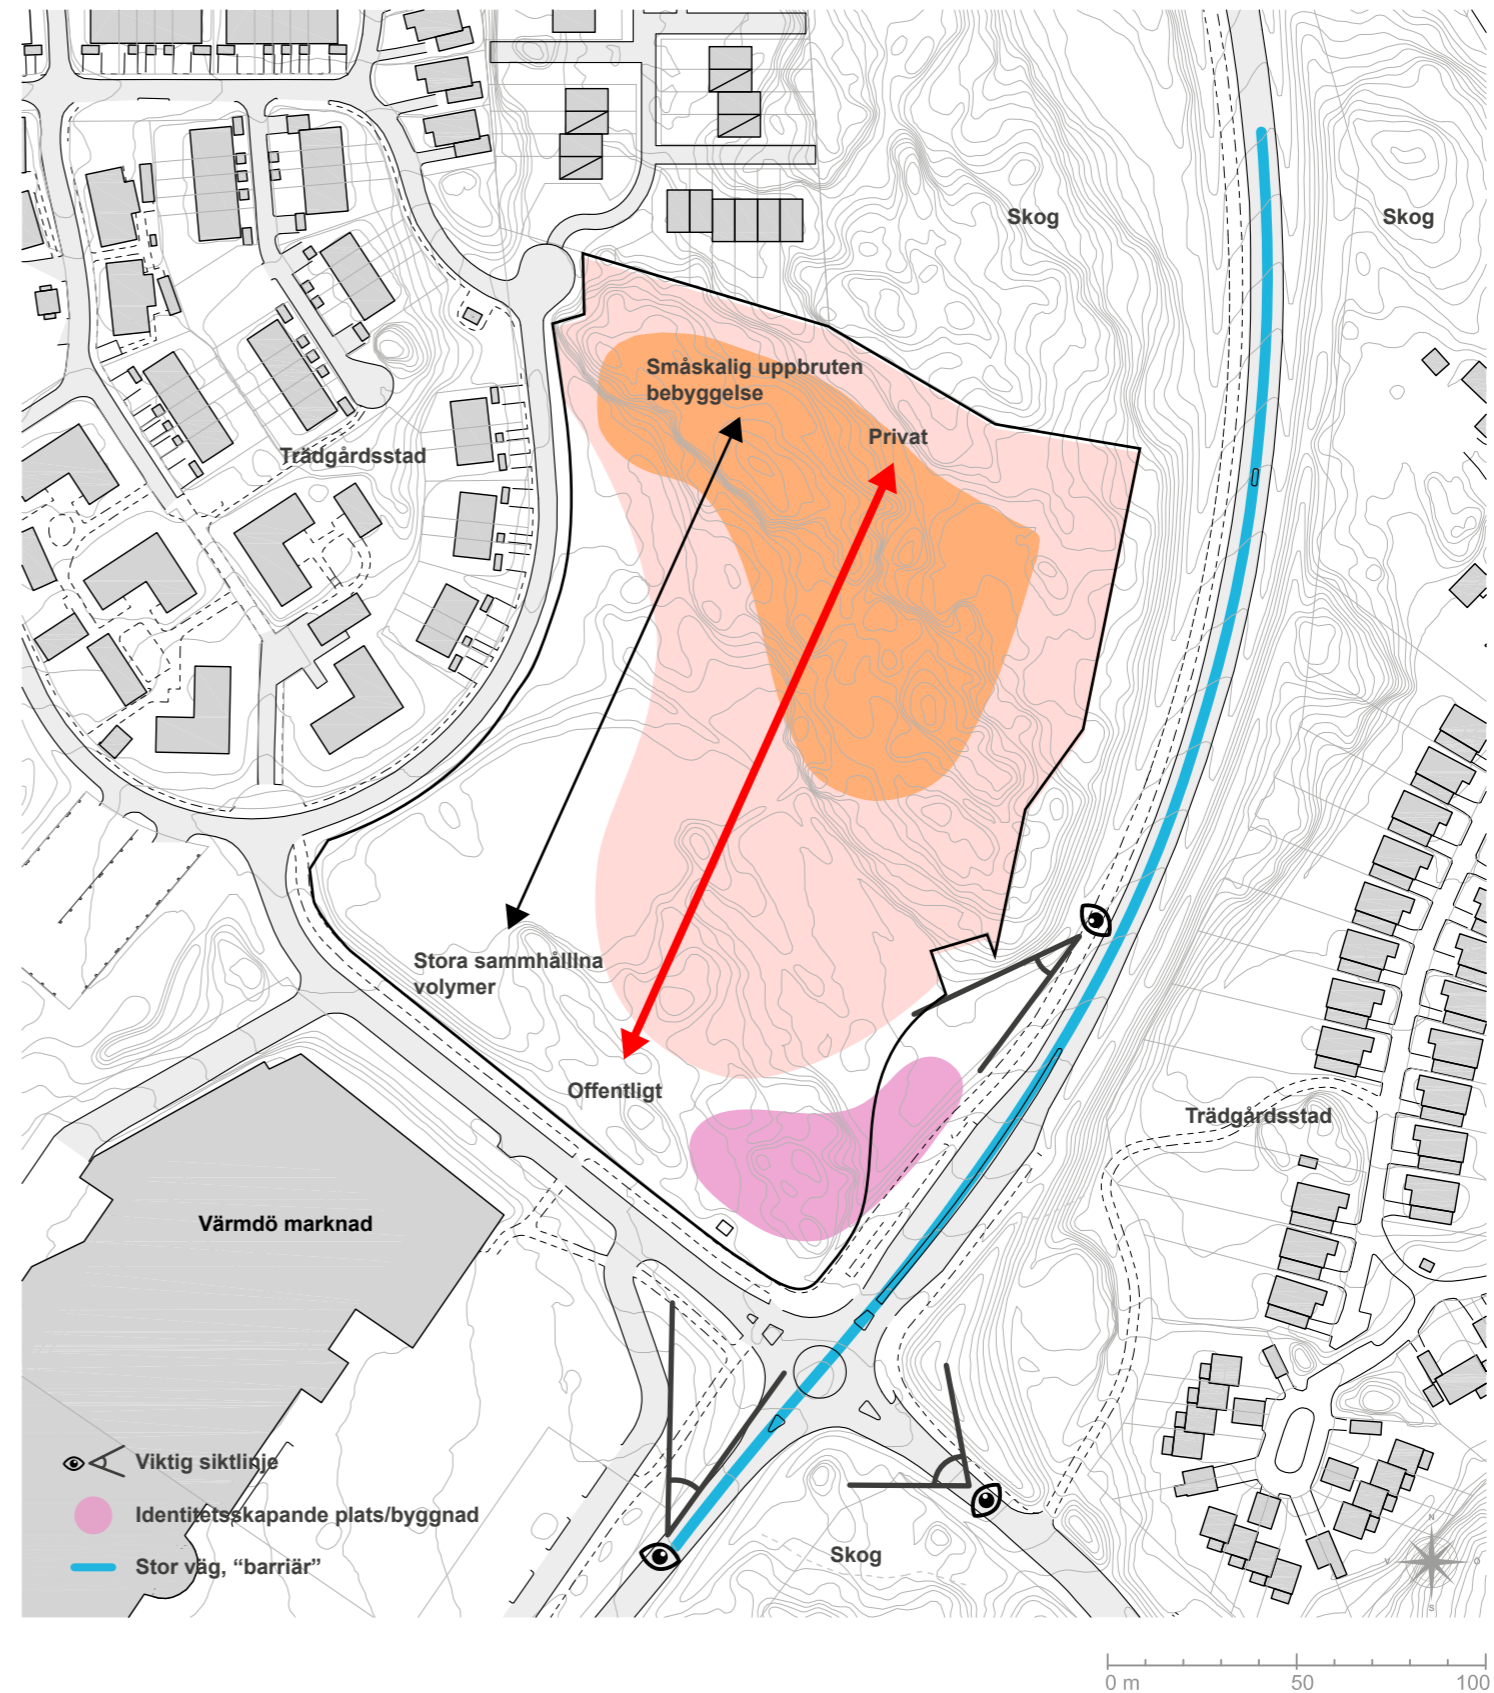 Skog
Skog
Småskalig uppbruten
bebyggelse
Privat
Trädgårdsstad
Stora sammhålllna
volymer
Offentligt
Trädgårdsstad
Värmdö marknad
Viktig siktlinje
Identitetsskapande plats/byggnad
Stor väg, “barriär”
Skog
N
V
O
S
0 m
50
100